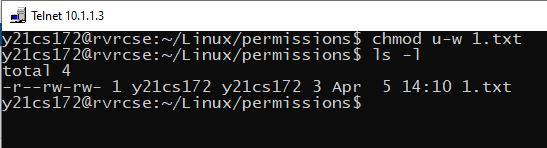 Telnet 10.1.1.3
y21cs172@rvrcse:~/Linux/permissions$ chmod u-w 1.txt
y21cs172@rvrcse:~/Linux/permissions$ ls -l
total 4
-r--rw-rw- 1 y21cs172 y21cs172 3 Apr  5 14:10 1.txt
y21cs172@rvrcse:~/Linux/permissions$